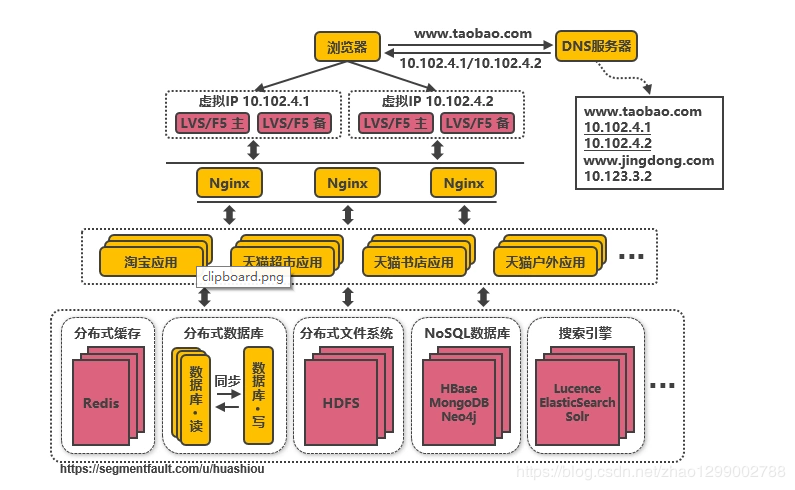 www.taobao.com
浏览器
DNS服务器
10.102.4.1/10.102.4.2
虚拟IP 10.102.4.1
LVS/F5 主
LVS/F5 备
虚拟IP 10.102.4.2
LVS/F5 主
LVS/F5 备
www.taobao.com
10.102.4.1
10.102.4.2
www.jingdong.com
10.123.3.2
Nginx
Nginx
Nginx
淘宝应用
天猫超市应用
天猫书店应用
天猫户外应用
...
clipboard.png
分布式缓存
Redis
分布式数据库
数据库·读
同步
数据库·写
分布式文件系统
HDFS
NoSQL数据库
HBase
MongoDB
Neo4j
搜索引擎
Lucence
ElasticSearch
Solr
...
https://segmentfault.com/u/huashiou
https://blog.csdn.net/zhao1299002788